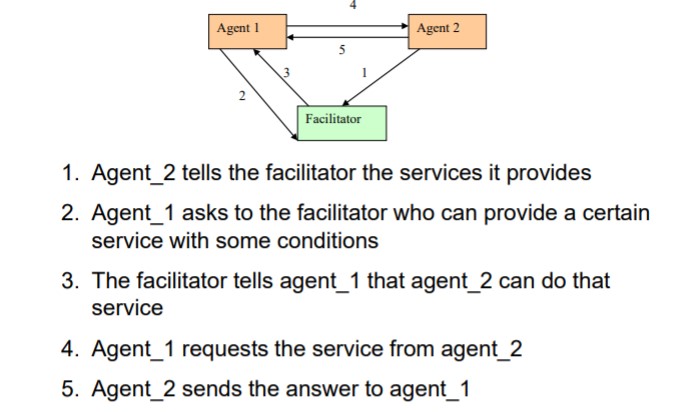 4
Agent 1
Agent 2
5
3
1
2
Facilitator
1. Agent_2 tells the facilitator the services it provides
2. Agent_1 asks to the facilitator who can provide a certain
service with some conditions
3. The facilitator tells agent_1 that agent_2 can do that
service
4. Agent_1 requests the service from agent_2
5. Agent_2 sends the answer to agent_1